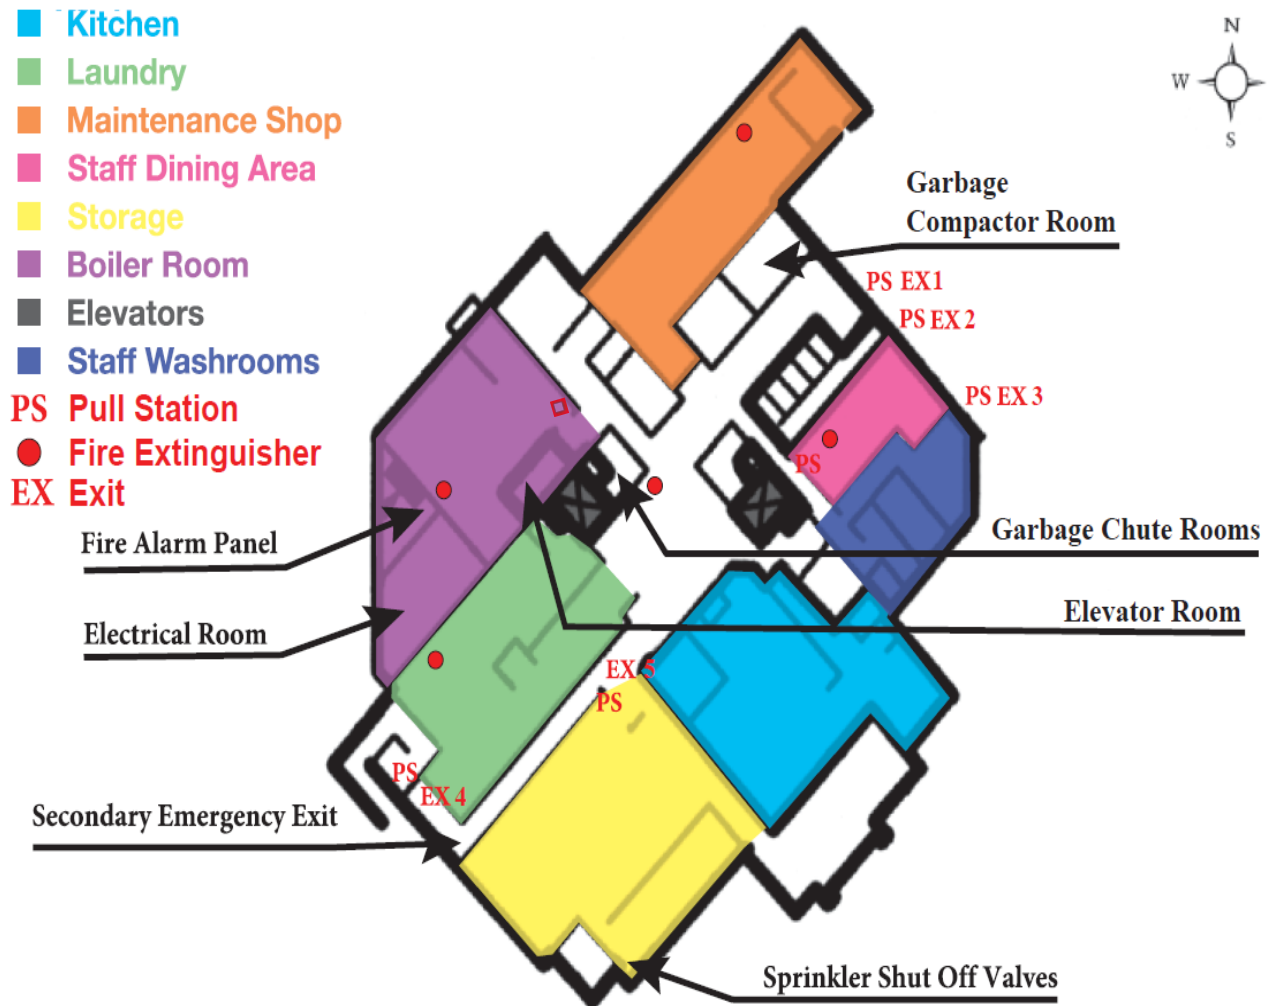 Kitchen
Laundry
Maintenance Shop
Staff Dining Area
Storage
Boiler Room
Elevators
Staff Washrooms
PS Pull Station
Fire Extinguisher
EX Exit
N
W
S
Garbage
Compactor Room
PS EX1
PS EX 2
PS EX 3
PS
Fire Alarm Panel
Garbage Chute Rooms
Electrical Room
Elevator Room
EX 5
PS
PS
EX 4
Secondary Emergency Exit
Sprinkler Shut Off Valves